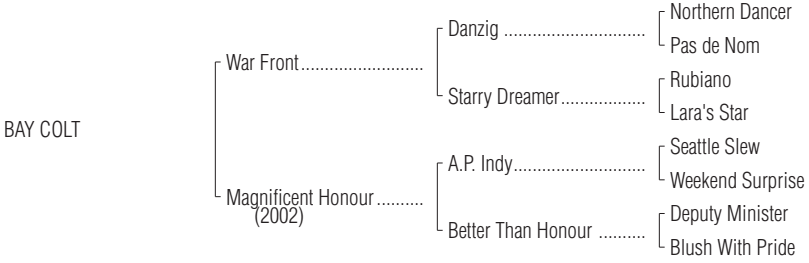 Northern Dancer
Danzig ..............................
Pas de Nom
War Front..........................
Rubiano
Starry Dreamer..................
Lara's Star
BAY COLT
Seattle Slew
A.P. Indy............................
Weekend Surprise
Magnificent Honour ..........
(2002)
Deputy Minister
Better Than Honour ..........
Blush With Pride